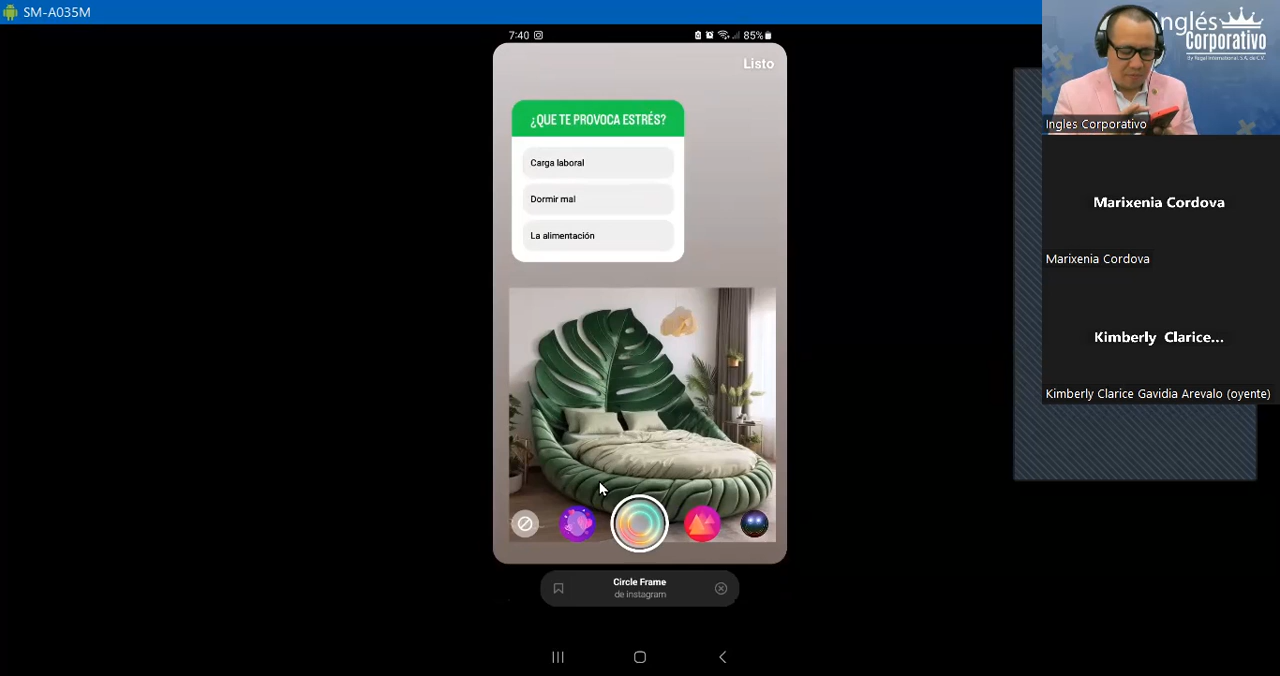 SM-A035M
7:40
85%
Listo
¿QUE TE PROVOCA ESTRÉS?
Carga laboral
Dormir mal
La alimentación
Circle Frame
de instagram
Inglés
Corporativo
Ingles Corporativo
Marixenia Cordova
Marixenia Cordova
Kimberly Clarice...
Kimberly Clarice Gavidia Arevalo (oyente)